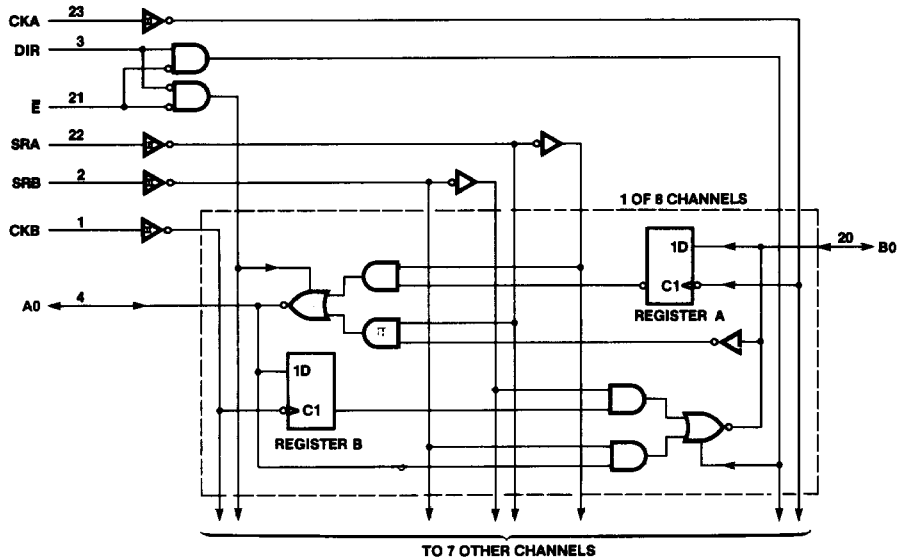 CKA 23
DIR 3
E 21
SRA 22
SRB 2
1 OF 8 CHANNELS
CKB 1
1D
20 B0
C1
A0 4
REGISTER A
1D
C1
REGISTER B
TO 7 OTHER CHANNELS